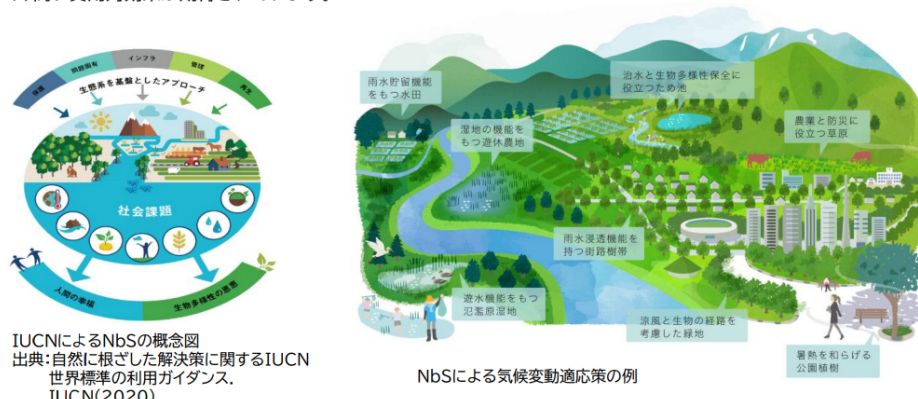 保護
問題固有
インフラ
管理
再生
生態系を基盤としたアプローチ
社会課題
人間の幸福
生物多様性の恩恵
IUCNによるNbSの概念図
出典:自然に根ざした解決策に関するIUCN
世界標準の利用ガイダンス.
IUCN(2020)
雨水貯留機能
をもつ水田
治水と生物多様性保全に
役立つため池
湿地の機能を
もつ遊休農地
農業と防災に
役立つ草原
雨水浸透機能を
持つ街路樹帯
遊水機能をもつ
氾濫原湿地
涼風と生物の経路を
考慮した緑地
暑熱を和らげる
公園植樹
NbSによる気候変動適応策の例